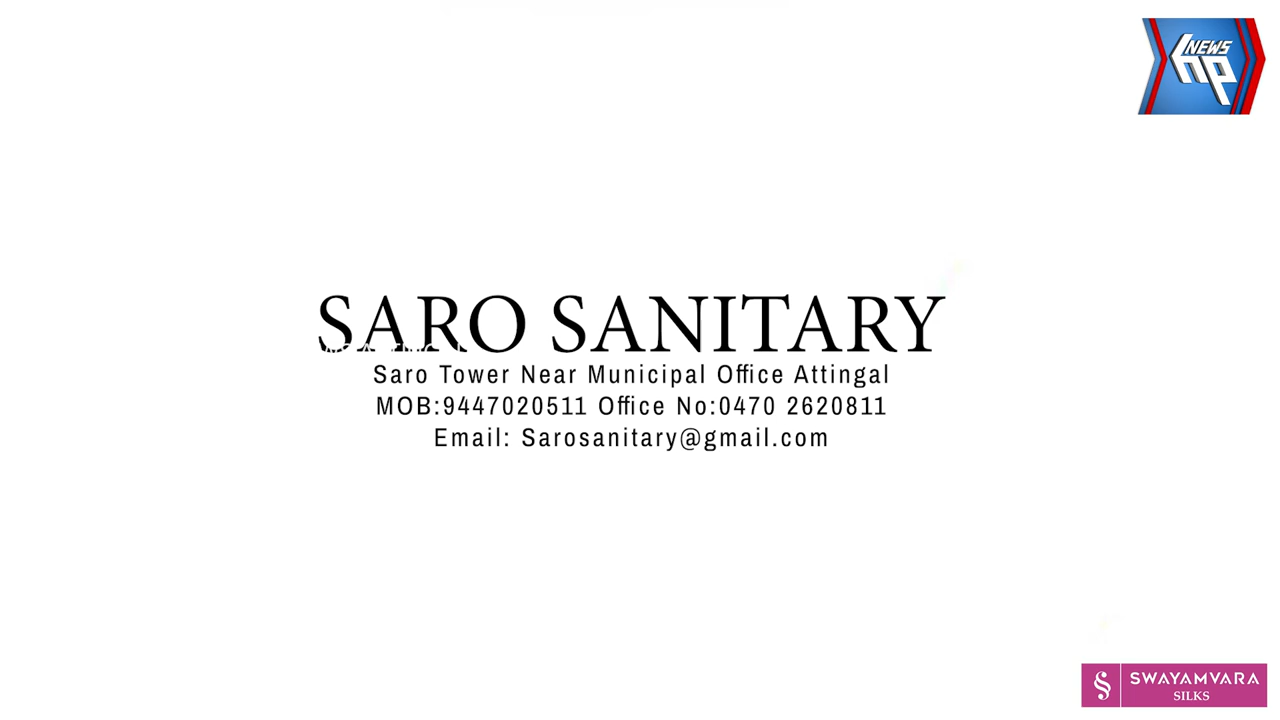 NEWS
SARO SANITARY
Saro Tower Near Municipal Office Attingal
MOB:9447020511 Office No:0470 2620811
Email: Sarosanitary@gmail.com
SWAYAMVARA
SILKS